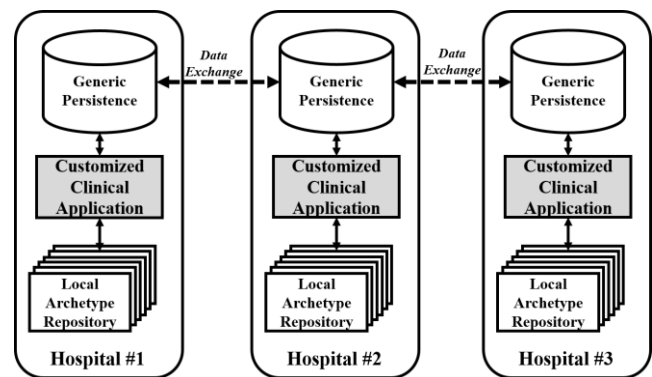 Generic
Persistence
Customized
Clinical
Application
Local
Archetype
Repository
Hospital #1
Data
Exchange
Generic
Persistence
Customized
Clinical
Application
Local
Archetype
Repository
Hospital #2
Data
Exchange
Generic
Persistence
Customized
Clinical
Application
Local
Archetype
Repository
Hospital #3